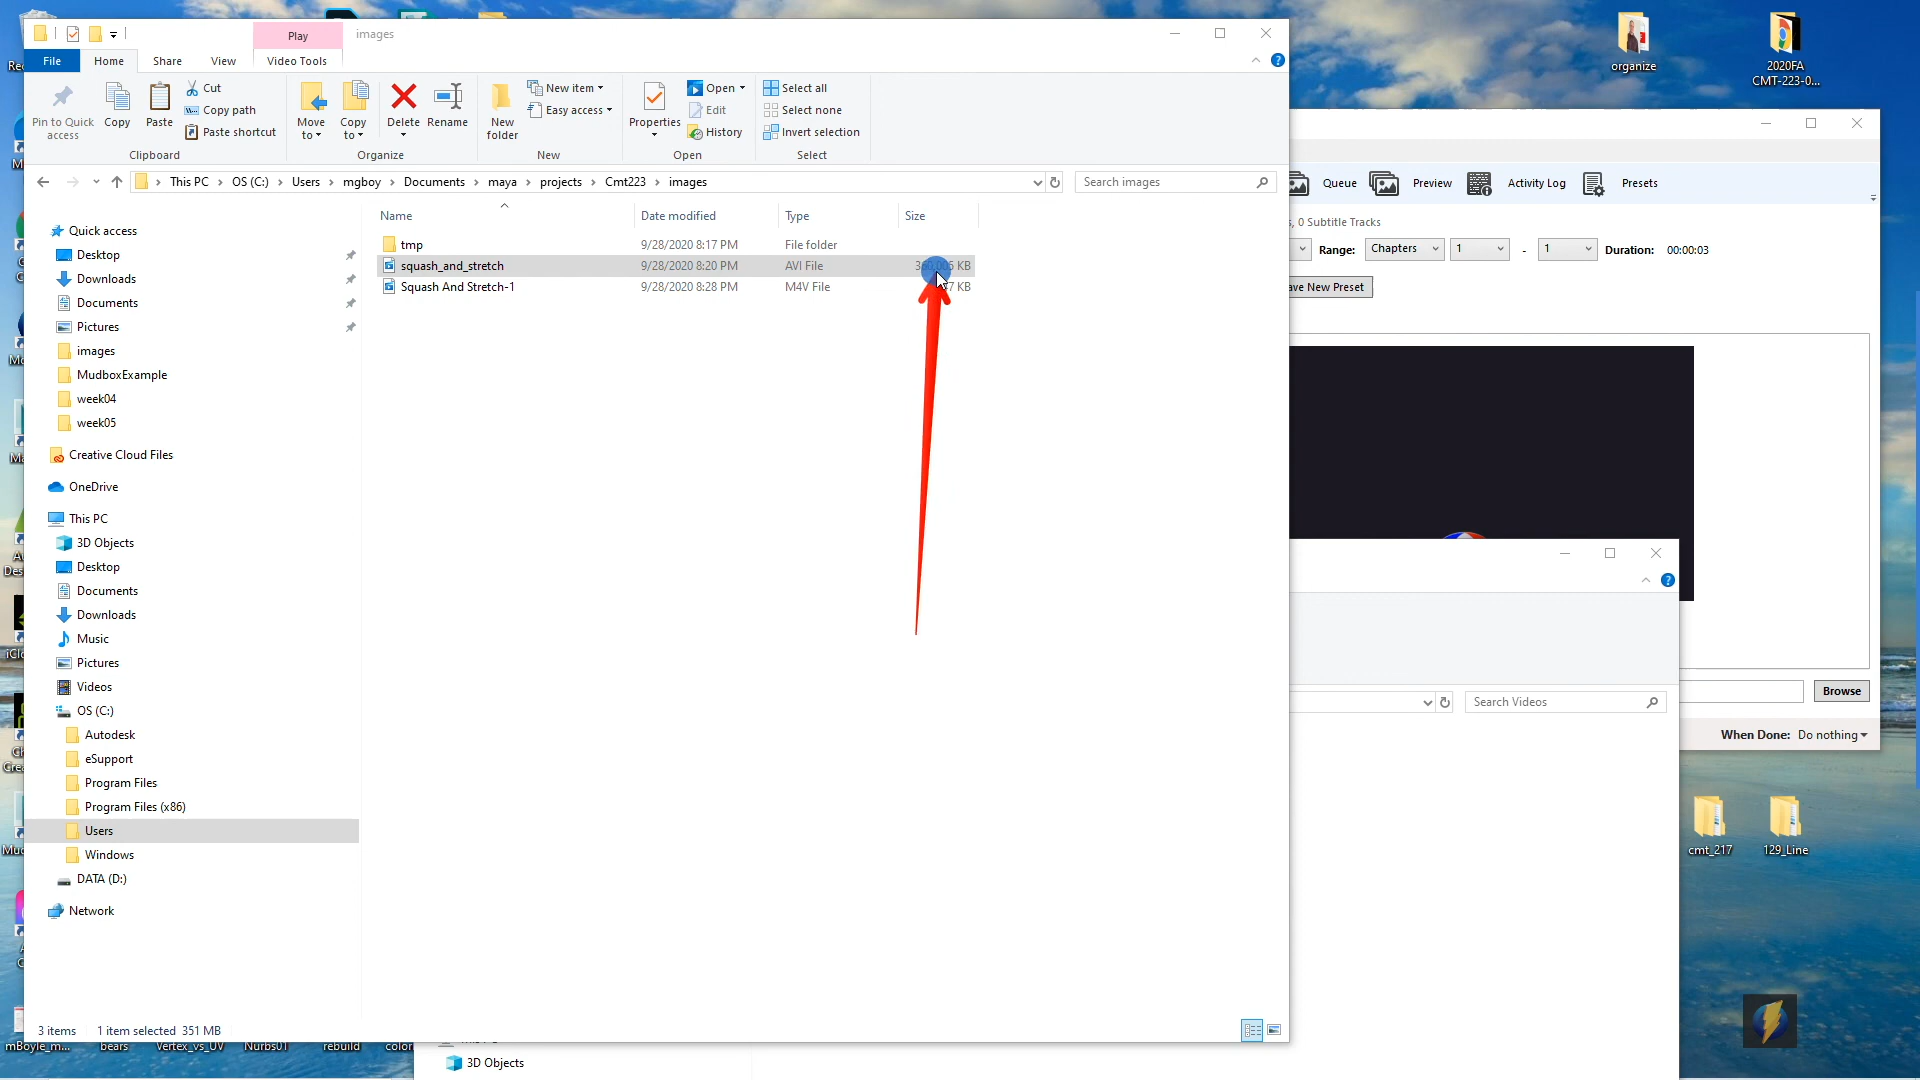 Play
images
File
Home
Share
View
Video Tools
Pin to Quick access
Copy
Paste
Cut
Copy path
Paste shortcut
Clipboard
Move to
Copy to
Delete
Rename
Organize
New folder
New item
Easy access
New
Properties
Open
Edit
History
Open
Select all
Select none
Invert selection
Select
This PC
OS (C:)
Users
mgboy
Documents
maya
projects
Cmt223
images
Search images
Name
Date modified
Type
Size
tmp
9/28/2020 8:17 PM
File folder
squash_and_stretch
9/28/2020 8:20 PM
AVI File
KB
Squash And Stretch-1
9/28/2020 8:28 PM
M4V File
KB
Quick access
Desktop
Downloads
Documents
Pictures
images
MudboxExample
week04
week05
Creative Cloud Files
OneDrive
This PC
3D Objects
Desktop
Documents
Downloads
Music
Pictures
Videos
OS (C:)
Autodesk
eSupport
Program Files
Program Files (x86)
Users
Windows
DATA (D:)
Network
3 items
1 item selected 351 MB
organize
2020FA
CMT-223-0...
Queue
Preview
Activity Log
Presets
s, 0 Subtitle Tracks
Range:
Chapters
1
-
1
Duration:
00:00:03
ave New Preset
Browse
When Done:
Do nothing
Search Videos
cmt_217
129_Line
mBoyle_m...
bears
Vertex_vs_UV
Nurbs01
rebuild
color
3D Objects